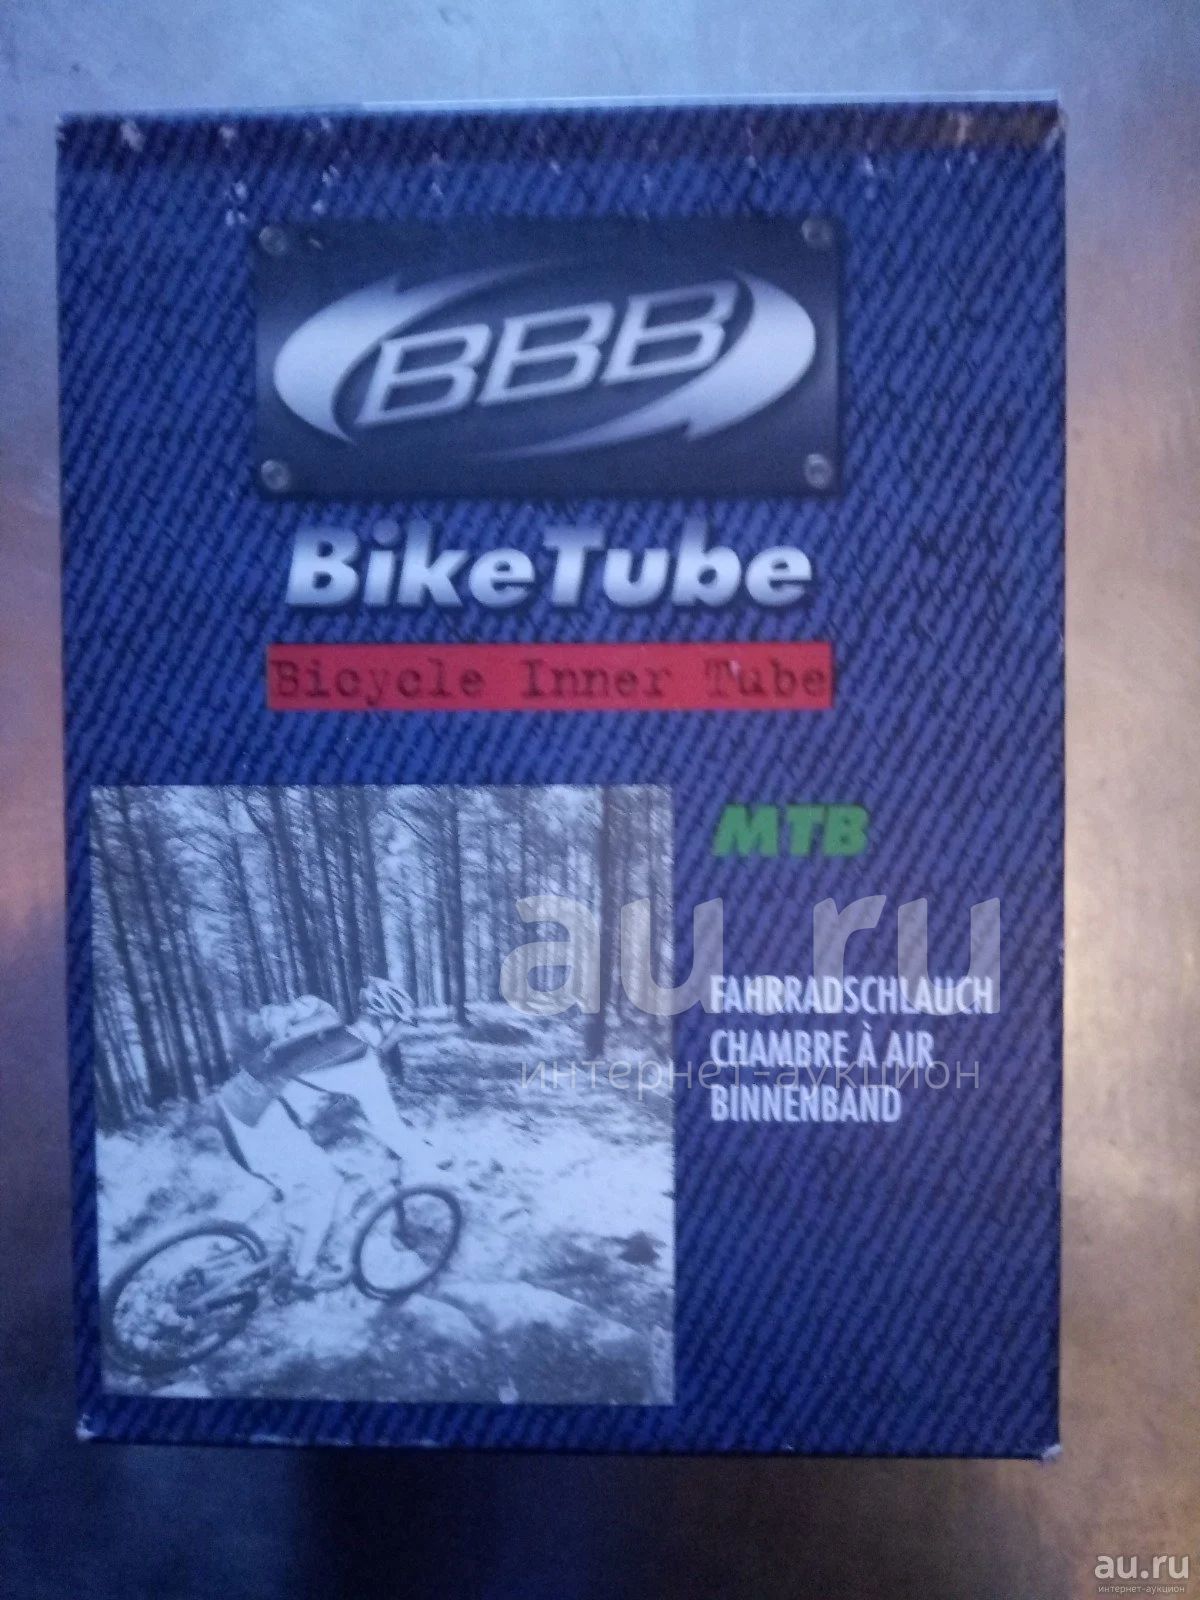 BBB
BikeTube
Bicycle Inner Tube
MTB
au.ru
FAHRRADSCHLAUCH
CHAMBRE À AIR
интернет-аукцион
BINNENBAND
au.ru
интернет-аукцион